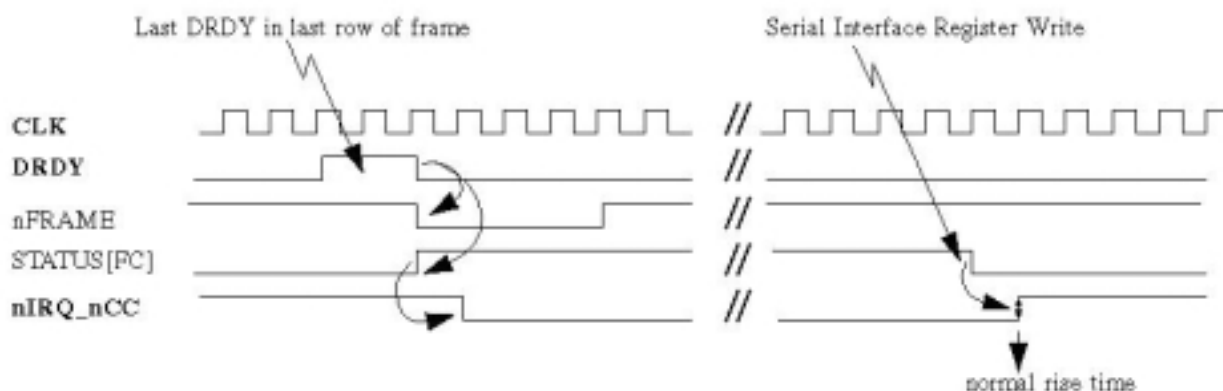 Last DRDY in last row of frame
Serial Interface Register Write
CLK
//
DRDY
//
nFRAME
//
STATUS[FC]
//
nIRQ_nCC
//
normal rise time